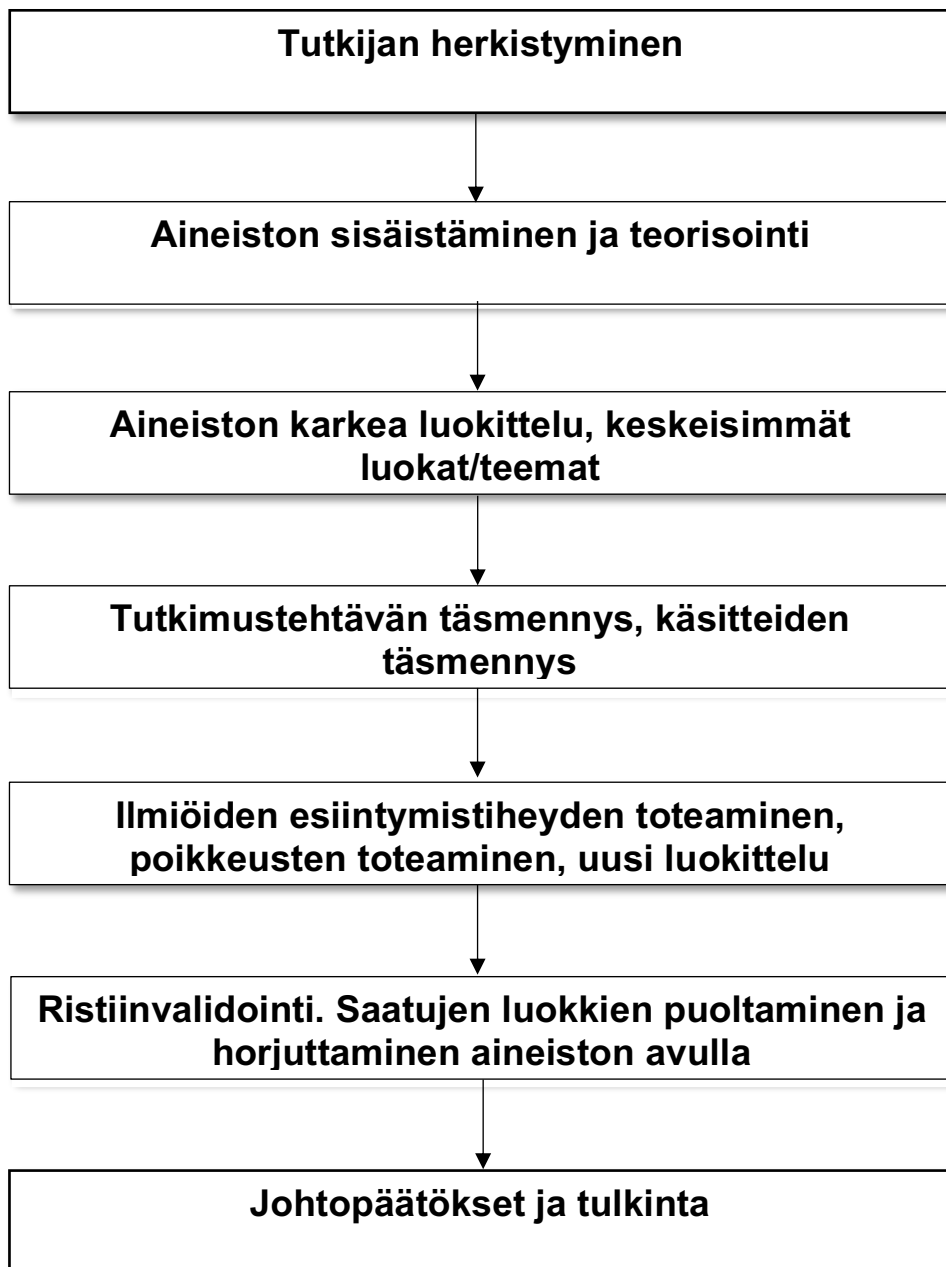 Tutkijan herkistyminen
Aineiston sisäistäminen ja teorisointi
Aineiston karkea luokittelu, keskeisimmät
luokat/teemat
Tutkimustehtävän täsmennys, käsitteiden
täsmennys
Ilmiöiden esiintymistiheyden toteaminen,
poikkeusten toteaminen, uusi luokittelu
Ristiinvalidointi. Saatujen luokkien puoltaminen ja
horjuttaminen aineiston avulla
Johtopäätökset ja tulkinta